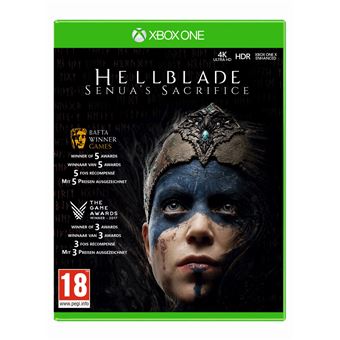 XBOX ONE
4K
ULTRA HD
HDR
XBOX ONE X
ENHANCED
HELLBLADE
SENUA'S SACRIFICE
BAFTA
WINNER
GAMES
WINNER OF 5 AWARDS
WINNAAR VAN 5 AWARDS
5 FOIS RÉCOMPENSÉ
MIT 5 PREISEN AUSGEZEICHNET
THE
GAME
AWARDS
WINNER - 2017
WINNER OF 3 AWARDS
WINNAAR VAN 3 AWARDS
3 FOIS RÉCOMPENSÉ
MIT 3 PREISEN AUSGEZEICHNET
18
www.pegi.info